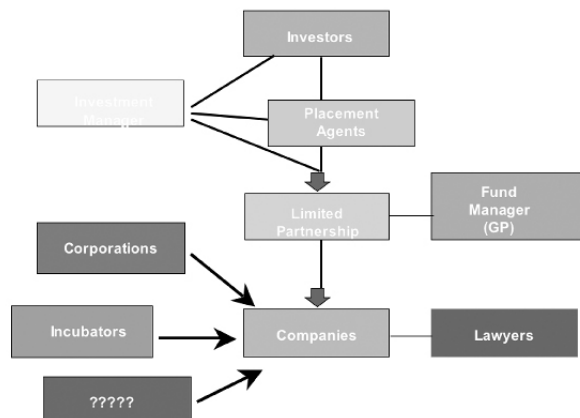 Investors
Investment
Manager
Placement
Agents
Limited
Partnership
Fund
Manager
(GP)
Corporations
Incubators
Companies
Lawyers
?????